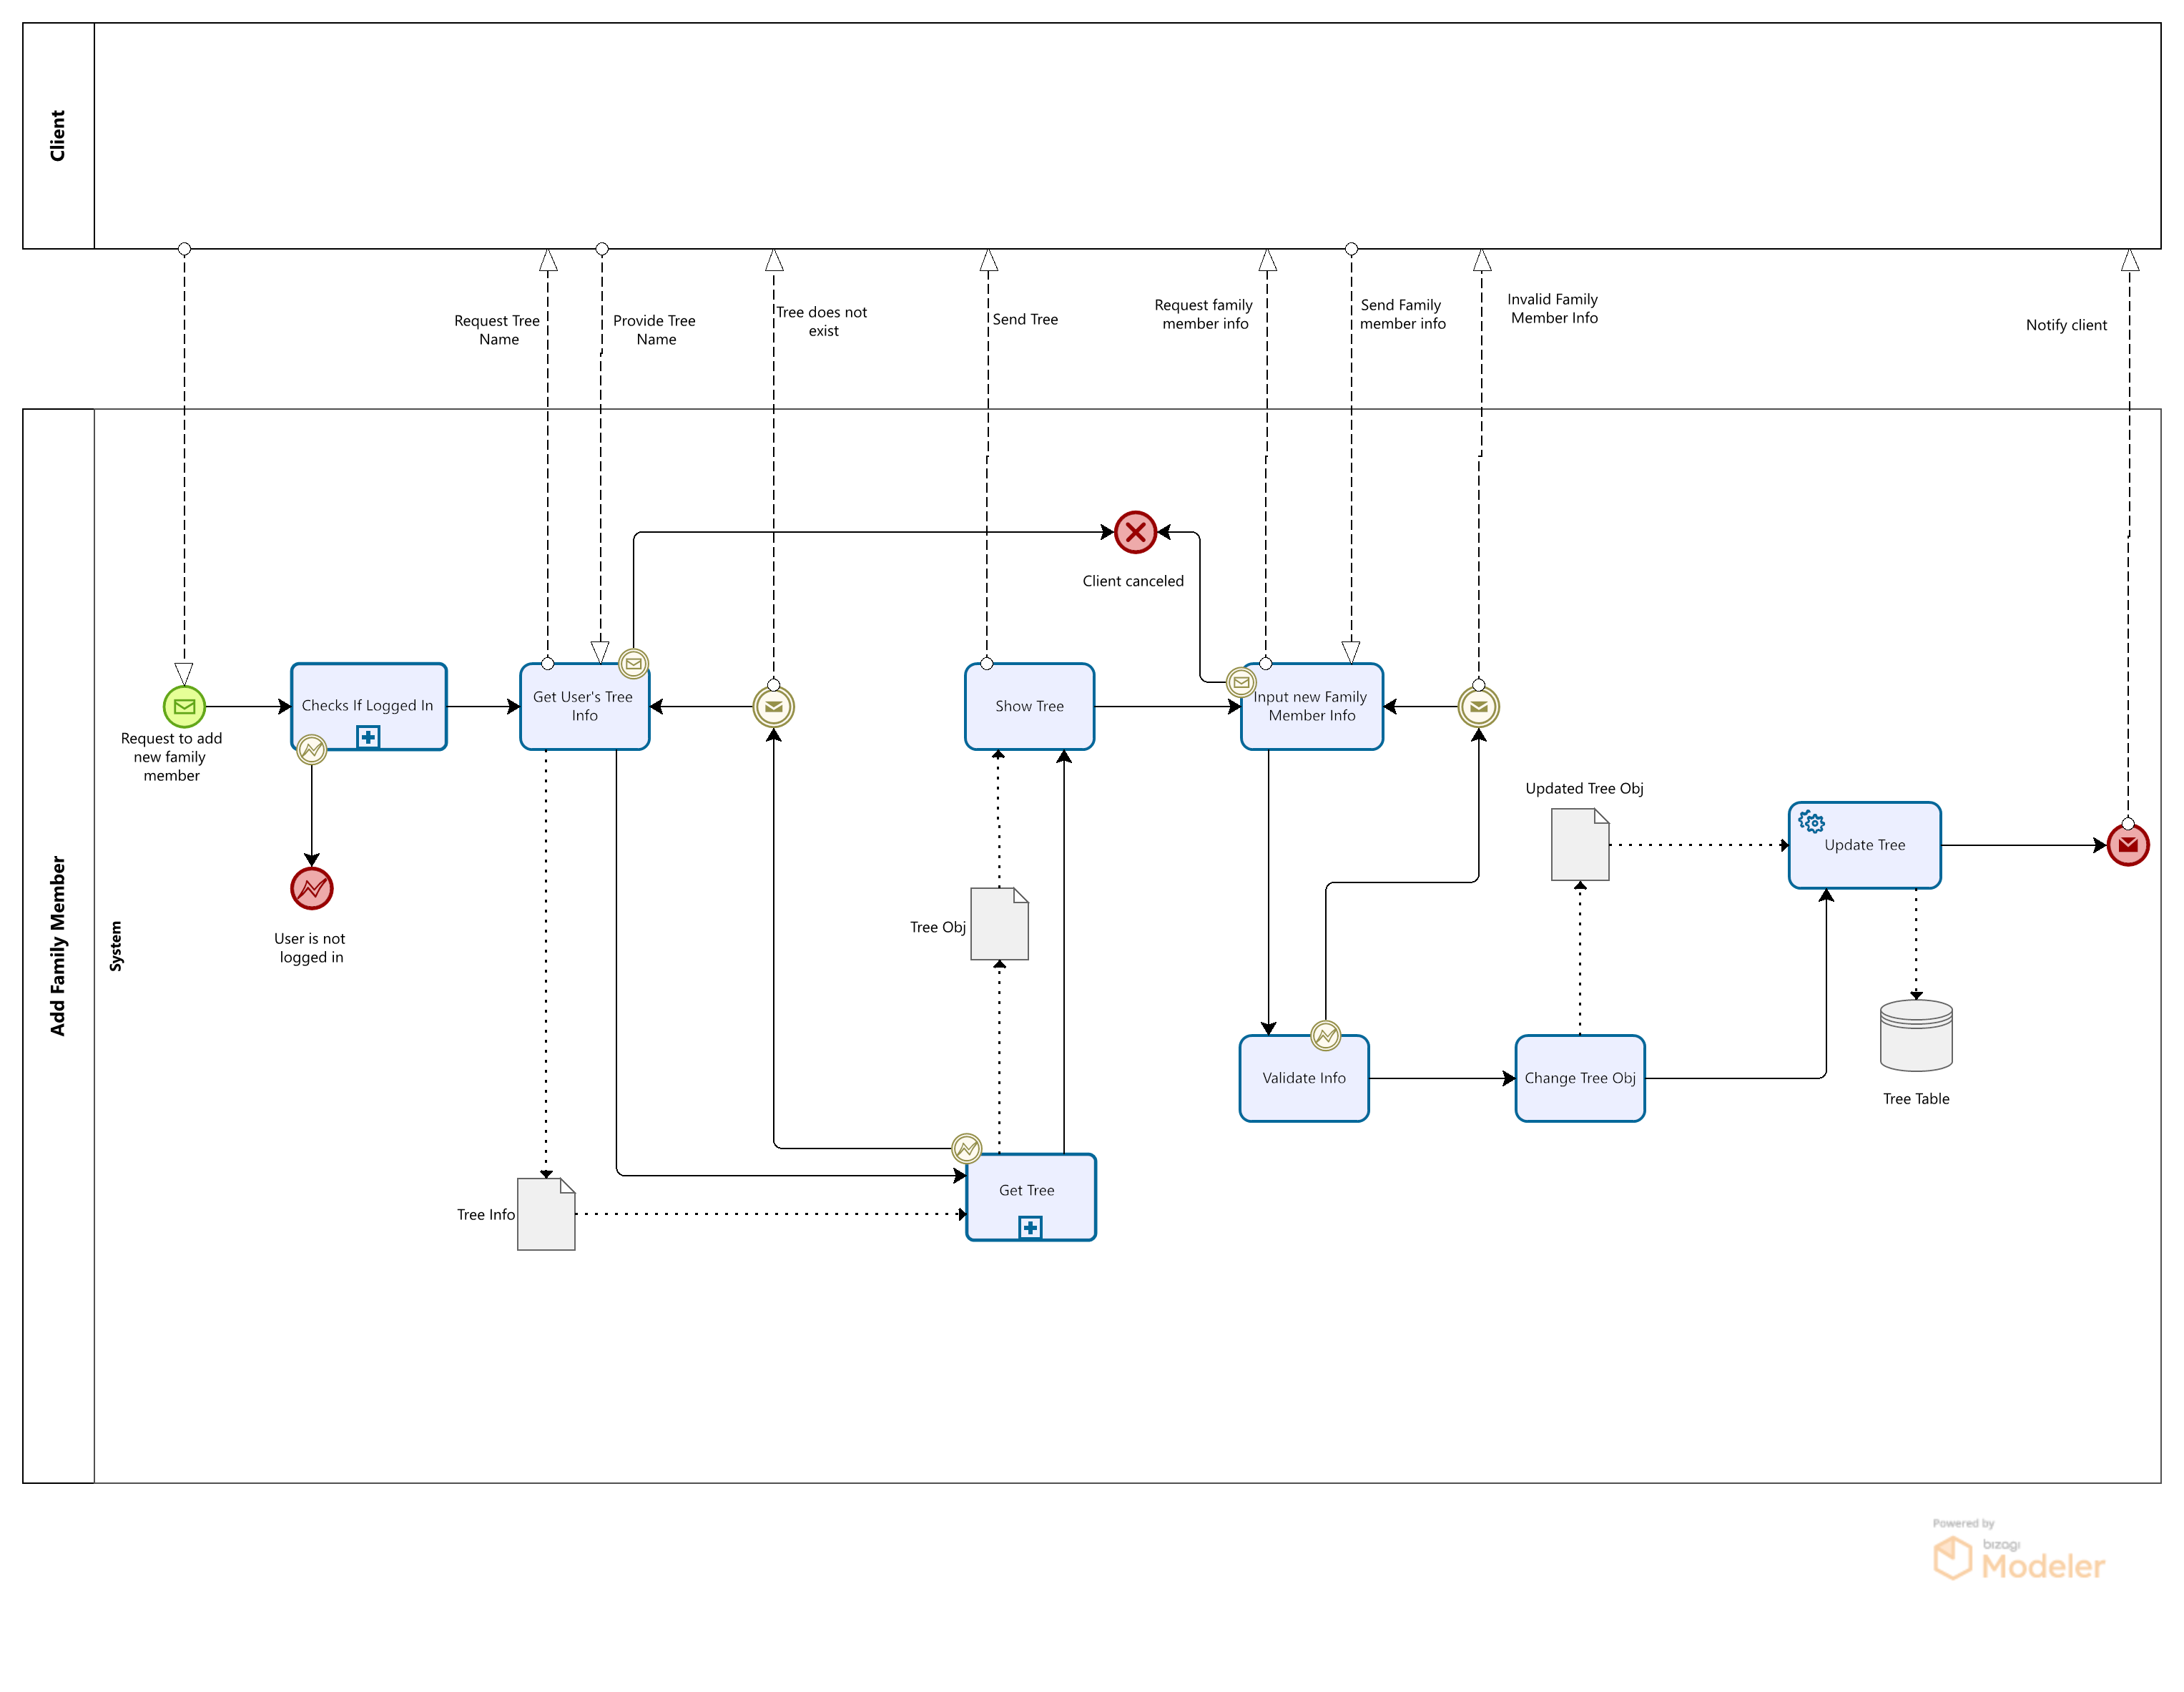 Client
Request Tree
Name
Provide Tree
Name
Tree does not
exist
Send Tree
Request family
member info
Send Family
member info
Invalid Family
Member Info
Notify client
Add Family Member
System
Client canceled
Request to add
new family
member
Checks If Logged In
Get User's Tree
Info
Show Tree
Input new Family
Member Info
User is not
logged in
Updated Tree Obj
Update Tree
Tree Obj
Validate Info
Change Tree Obj
Tree Table
Tree Info
Get Tree
Powered by
bizagi
Modeler